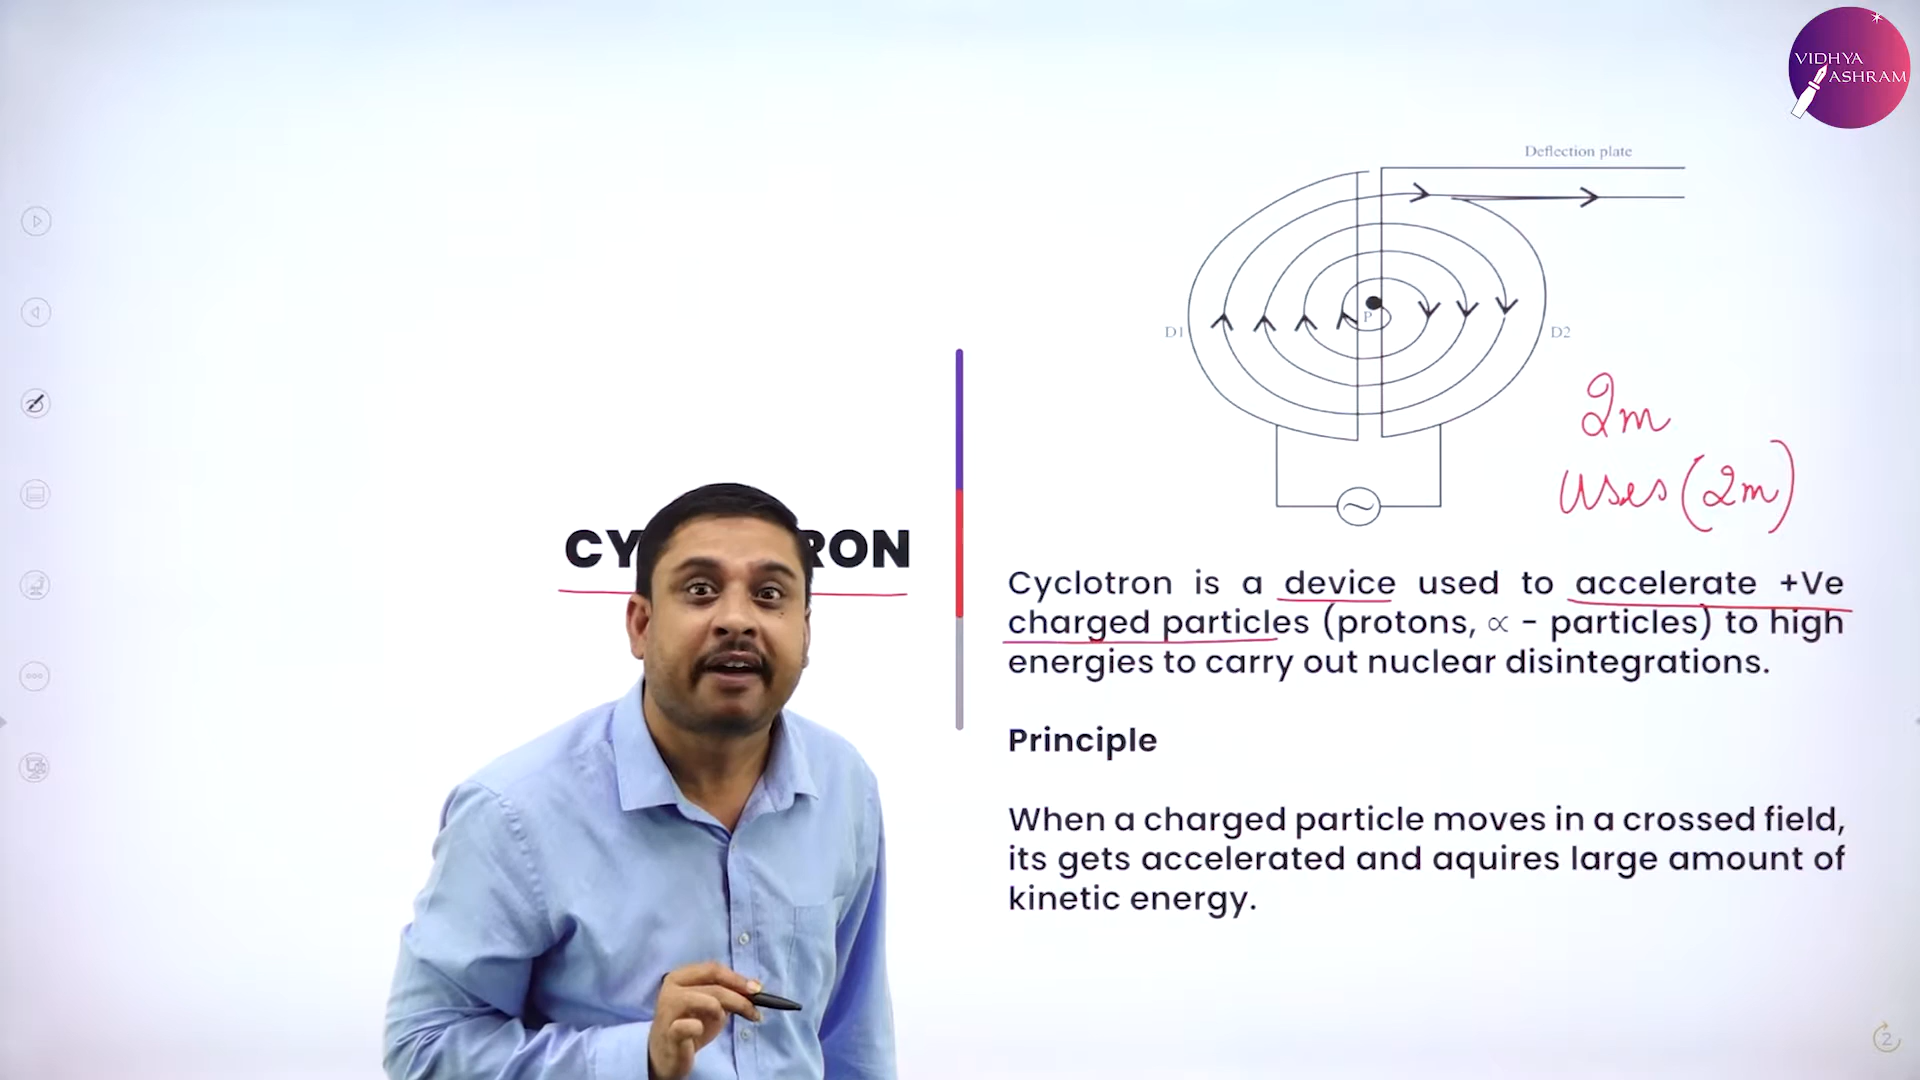 VIDHYA
ASHRAM
Deflection plate
P
D1
D2
2m
Uses (2m)
CY RON
Cyclotron is a device used to accelerate +Ve
charged particles (protons, ∝ - particles) to high
energies to carry out nuclear disintegrations.
Principle
When a charged particle moves in a crossed field,
its gets accelerated and aquires large amount of
kinetic energy.
2